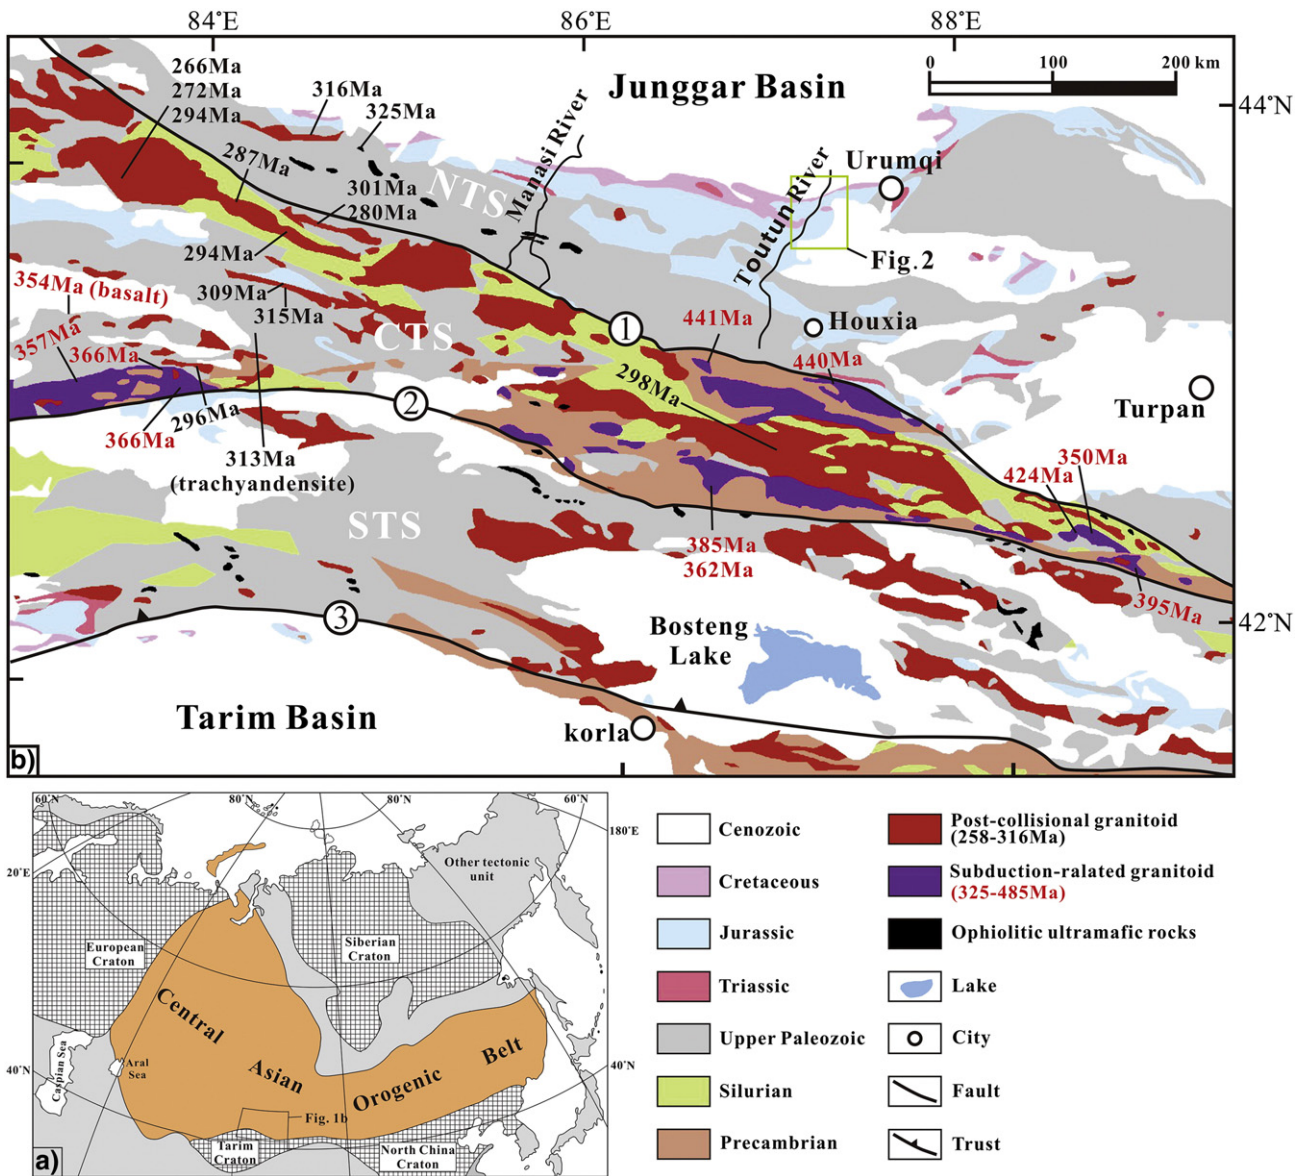 84°E
86°E
88°E
0
100
200 km
44°N
42°N
Junggar Basin
266Ma
272Ma
294Ma
316Ma
325Ma
287Ma
NTS
Manasi River
301Ma
280Ma
Toutun River
Urumqi
Fig.2
294Ma
309Ma
315Ma
354Ma (basalt)
357Ma
366Ma
CTS
1
441Ma
Houxia
440Ma
298Ma
2
296Ma
366Ma
313Ma
(trachyandensite)
Turpan
350Ma
424Ma
STS
385Ma
362Ma
395Ma
3
Bosteng
Lake
Tarim Basin
korla
b)
60°N
80°N
80°N
60°N
180°E
20°E
Other tectonic
unit
European
Craton
Siberian
Craton
Central
Asian
Orogenic
Belt
Caspian Sea
Aral
Sea
40°N
40°N
Fig. 1b
Tarim
Craton
North China
Craton
a)
Cenozoic
Cretaceous
Jurassic
Triassic
Upper Paleozoic
Silurian
Precambrian
Post-collisional granitoid
(258-316Ma)
Subduction-ralated granitoid
(325-485Ma)
Ophiolitic ultramafic rocks
Lake
City
Fault
Trust